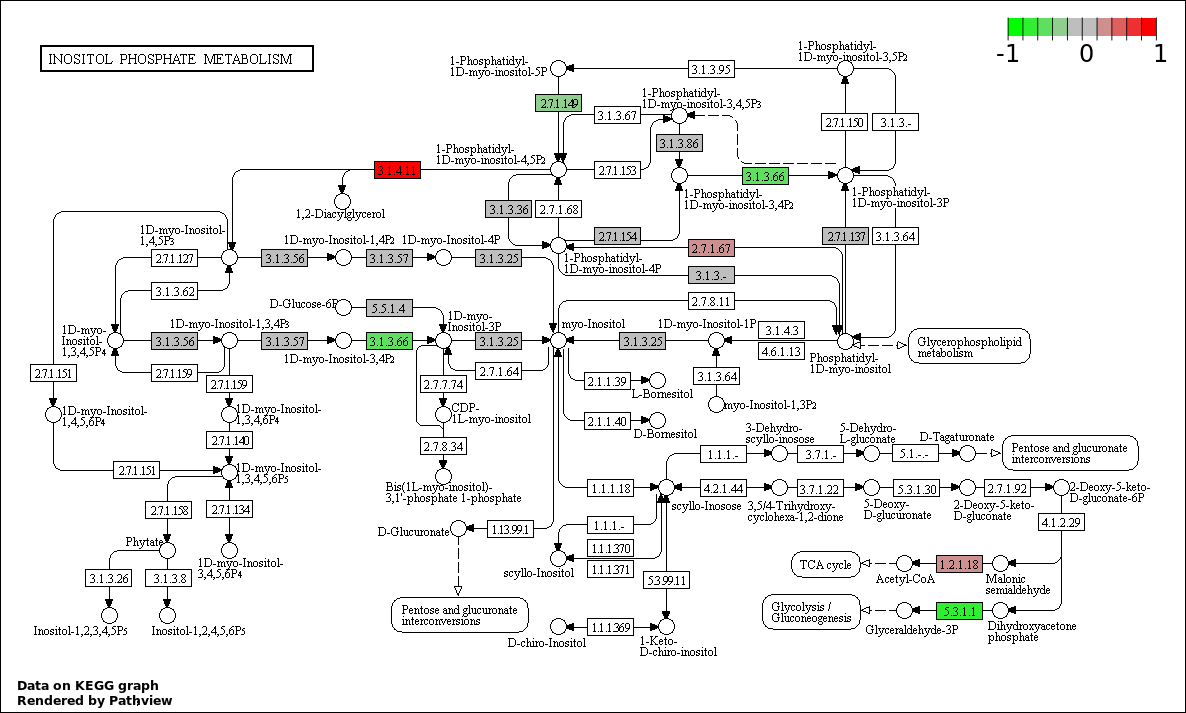 INOSITOL PHOSPHATE METABOLISM
-1 0 1
1-Phosphatidyl-
1D-myo-inositol-5P
3.1.3.95
1-Phosphatidyl-
1D-myo-inositol-3,5P2
2.7.1.149
3.1.3.67
1-Phosphatidyl-
1D-myo-inositol-3,4,5P3
2.7.1.150
3.1.3.-
3.1.3.86
1-Phosphatidyl-
1D-myo-inositol-4,5P2
3.1.4.11
2.7.1.153
3.1.3.66
1,2-Diacylglycerol
3.1.3.36
2.7.1.68
1-Phosphatidyl-
1D-myo-inositol-3,4P2
1-Phosphatidyl-
1D-myo-inositol-3P
1D-myo-Inositol-
1,4,5P3
1D-myo-Inositol-1,4P2
1D-myo-Inositol-4P
2.7.1.154
2.7.1.67
2.7.1.137
3.1.3.64
2.7.1.127
3.1.3.56
3.1.3.57
3.1.3.25
1-Phosphatidyl-
1D-myo-inositol-4P
3.1.3.-
3.1.3.62
D-Glucose-6P
5.5.1.4
2.7.8.11
1D-myo-
Inositol-
1,3,4,5P4
1D-myo-Inositol-1,3,4P3
1D-myo-
Inositol-3P
myo-Inositol
1D-myo-Inositol-1P
3.1.4.3
4.6.1.13
3.1.3.56
3.1.3.57
3.1.3.66
3.1.3.25
3.1.3.25
Glycerophospholipid
metabolism
1D-myo-Inositol-3,4P2
Phosphatidyl-
1D-myo-inositol
2.7.1.151
2.7.1.159
2.7.1.159
2.7.1.64
2.7.7.74
2.1.1.39
3.1.3.64
L-Bornesitol
myo-Inositol-1,3P2
1D-myo-Inositol-
1,4,5,6P4
1D-myo-Inositol-
1,3,4,6P4
CDP-
1L-myo-inositol
2.1.1.40
D-Bornesitol
2.7.1.140
2.7.8.34
3-Dehydro-
scyllo-inosose
5-Dehydro-
L-gluconate
D-Tagaturonate
1.1.1.-
3.7.1.-
5.1.-.-
Pentose and glucuronate
interconversions
2.7.1.151
1D-myo-Inositol-
1,3,4,5,6P5
Bis(1L-myo-inositol)-
3,1'-phosphate 1-phosphate
1.1.1.18
4.2.1.44
3.7.1.22
5.3.1.30
2.7.1.92
2-Deoxy-5-keto-
D-gluconate-6P
scyllo-Inosose
3,5/4-Trihydroxy-
cyclohexa-1,2-dione
5-Deoxy-
D-glucuronate
2-Deoxy-5-keto-
D-gluconate
2.7.1.158
2.7.1.134
4.1.2.29
D-Glucuronate
1.13.99.1
1.1.1.-
1.1.1.370
1.1.1.371
Phytate
1D-myo-Inositol-
3,4,5,6P4
scyllo-Inositol
TCA cycle
1.2.1.18
Acetyl-CoA
Malonic
semialdehyde
3.1.3.26
3.1.3.8
5.3.99.11
Pentose and glucuronate
interconversions
Glycolysis /
Gluconeogenesis
5.3.1.1
Glyceraldehyde-3P
Dihydroxyacetone
phosphate
Inositol-1,2,3,4,5P5
Inositol-1,2,4,5,6P5
D-chiro-Inositol
1.1.1.369
1-Keto-
D-chiro-inositol
Data on KEGG graph
Rendered by Pathview